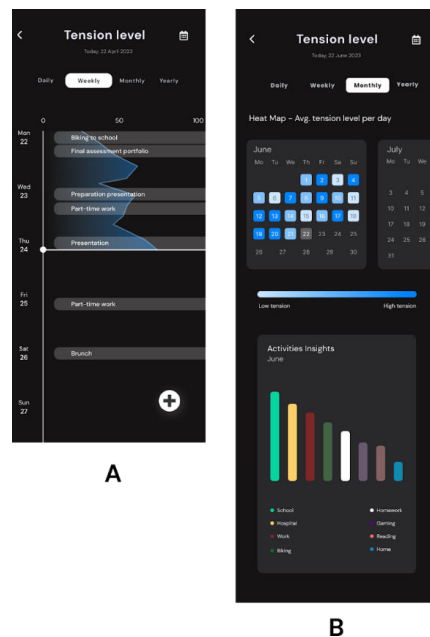 Tension level
Today, 22 April 2023
Daily Weekly Monthly Yearly
0 50 100
Mon
22
Biking to school
Final assessment portfolio
Wed
23
Preparation presentation
Part-time work
Thu
24
Presentation
Fri
25
Part-time work
Sat
26
Brunch
Sun
27
A
Tension level
Today, 22 June 2023
Daily Weekly Monthly Yearly
Heat Map - Avg. tension level per day
June
Mo Tu We Th Fr Sa Su
1 2 3 4
5 6 7 8 9 10 11
12 13 14 15 16 17 18
19 20 21 22 23 24 25
26 27 28 29 30
July
Mo Tu We
3 4 5
10 11 12
17 18 19
24 25 26
31
Low tension High tension
Activities Insights
June
School
Hospital
Work
Biking
Homework
Gaming
Reading
Home
B